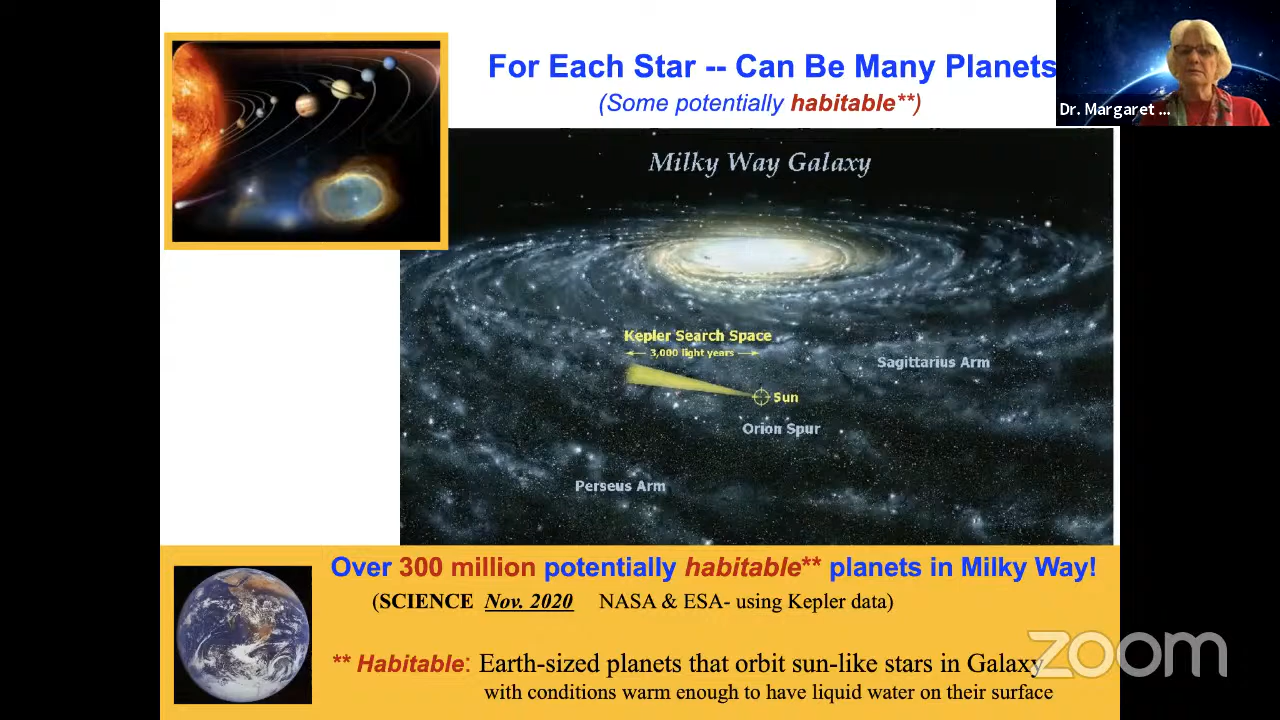 For Each Star -- Can Be Many Planets
(Some potentially habitable**)
Dr. Margaret ...
Milky Way Galaxy
Kepler Search Space
3,000 light years
Sagittarius Arm
Sun
Orion Spur
Perseus Arm
Over 300 million potentially habitable** planets in Milky Way!
(SCIENCE Nov. 2020 NASA & ESA- using Kepler data)
** Habitable: Earth-sized planets that orbit sun-like stars in Galaxy
with conditions warm enough to have liquid water on their surface
zoom